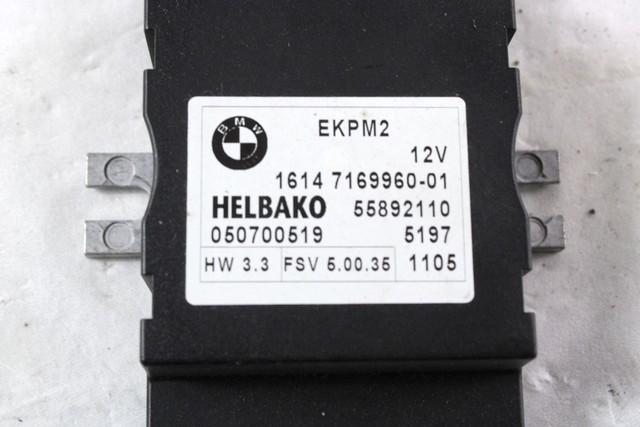 BMW
EKPM2
12V
1614 7169960-01
HELBAKO 55892110
050700519 5197
HW 3.3 FSV 5.00.35 1105